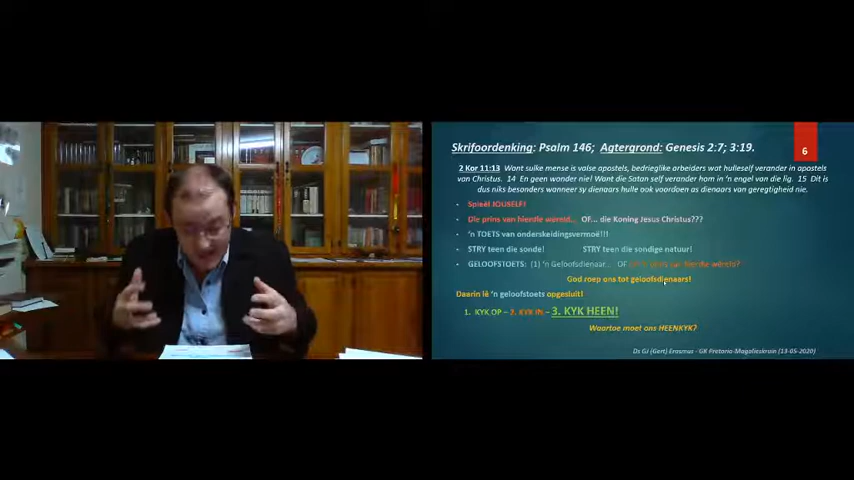 Skrifoordenking: Psalm 146; Agtergrond: Genesis 2:7; 3:19.
6
2 Kor 11:13 Want sulke mense is valse apostels, bedrieglike arbeiders wat hulleself verander in apostels
van Christus. 14 En geen wonder nie! Want die Satan self verander hom in 'n engel van die lig. 15 Dit is
dus niks besonders wanneer sy dienaars hulle ook voordoen as dienaars van geregtigheid nie.
• Spieël JOUSELF!
• Die prins van hierdie wêreld... OF... die Koning Jesus Christus???
• 'n TOETS van onderskeidingsvermoë!!!
• STRY teen die sonde! STRY teen die sondige natuur!
• GELOOFSTOETS: (1) 'n Geloofsdienaar... OF van hierdie wêreld?
God roep ons tot geloofsdienaars!
Daarin lê 'n geloofstoets opgesluit!
1. KYK OP – 2. KYK IN – 3. KYK HEEN!
Waartoe moet ons HEENKYK?
Ds GJ (Gert) Erasmus - GK Pretoria-Magalieskruin (13-05-2020)